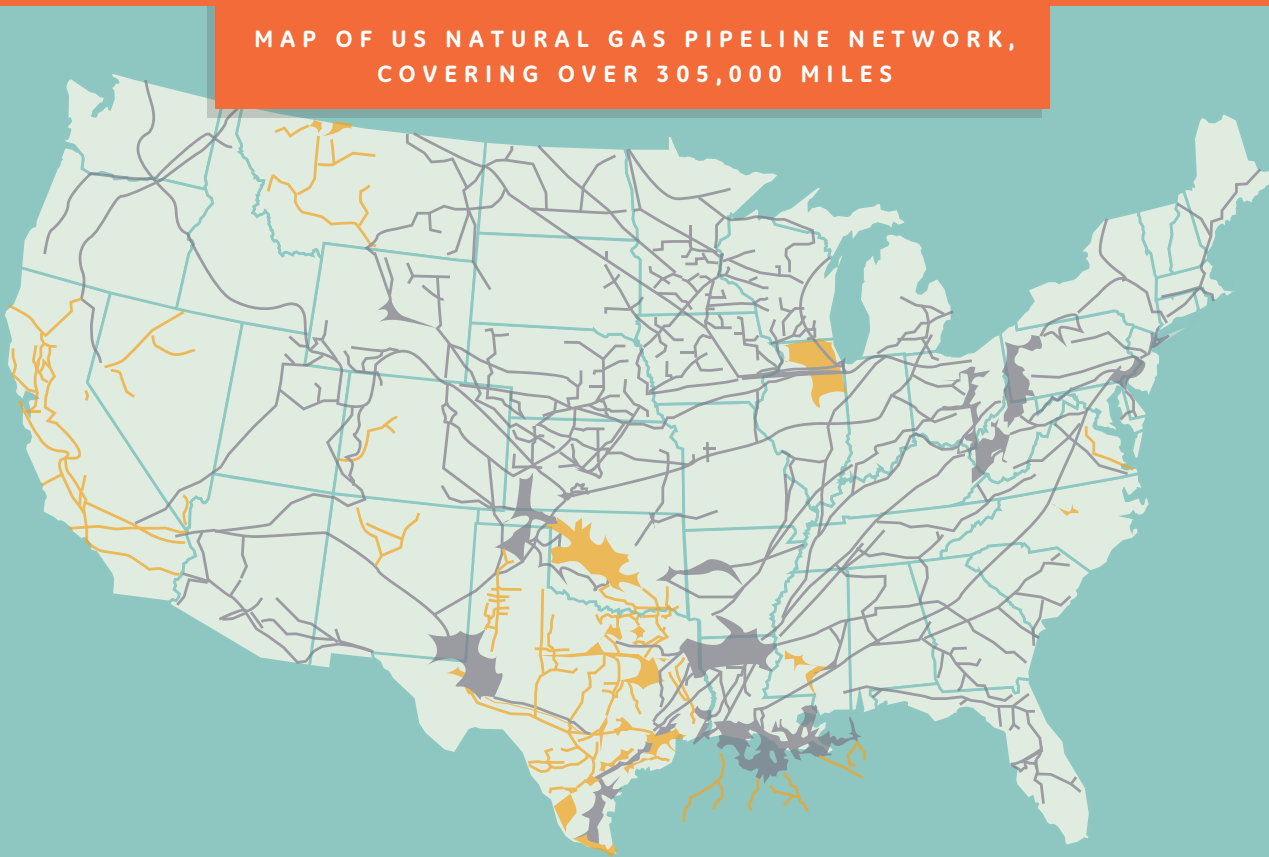 MAP OF US NATURAL GAS PIPELINE NETWORK,
COVERING OVER 305,000 MILES